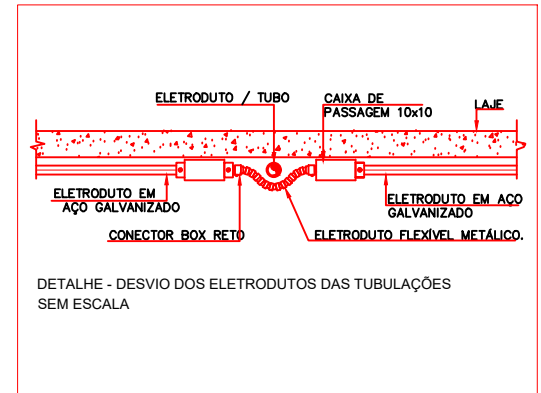 ELETRODUTO / TUBO
CAIXA DE
PASSAGEM 10x10
LAJE
ELETRODUTO EM
AÇO GALVANIZADO
ELETRODUTO EM AÇO
GALVANIZADO
CONECTOR BOX RETO
ELETRODUTO FLEXÍVEL METÁLICO.
DETALHE - DESVIO DOS ELETRODUTOS DAS TUBULAÇÕES
SEM ESCALA